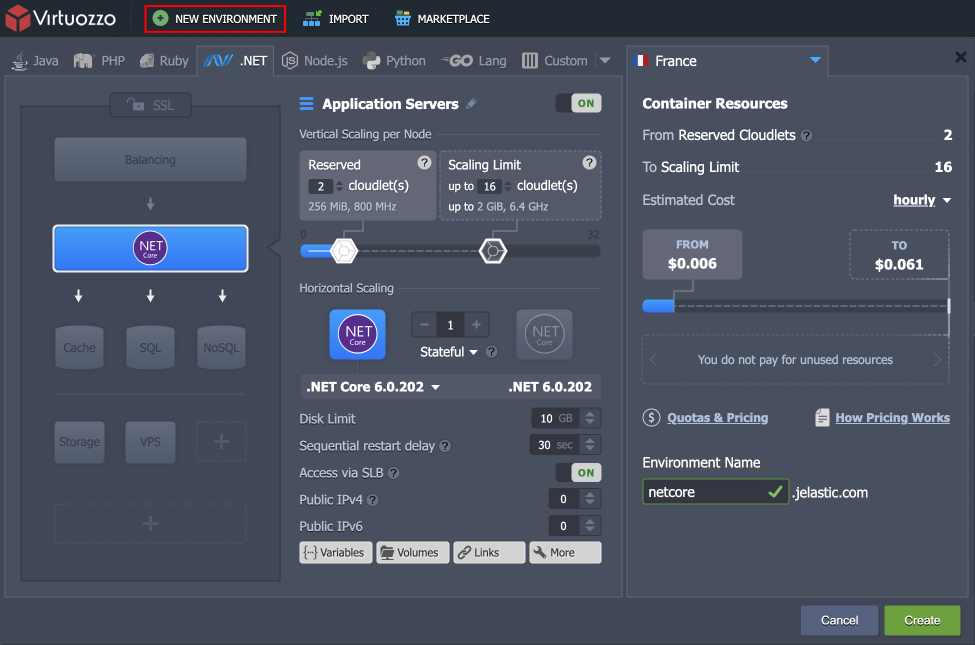 Virtuozzo
NEW ENVIRONMENT
IMPORT
MARKETPLACE
Java
PHP
Ruby
.NET
Node.js
Python
GO Lang
Custom
France
SSL
Balancing
NET
Core
Cache
SQL
NoSQL
Storage
VPS
Application Servers
ON
Vertical Scaling per Node
Reserved ?
2 cloudlet(s)
256 MiB, 800 MHz
Scaling Limit ?
up to 16 cloudlet(s)
up to 2 GiB, 6.4 GHz
0
32
Horizontal Scaling
NET
Core
1
Stateful ?
NET
Core
.NET Core 6.0.202
.NET 6.0.202
Disk Limit 10 GB
Sequential restart delay ? 30 sec
Access via SLB ? ON
Public IPv4 ? 0
Public IPv6 0
Variables
Volumes
Links
More
Container Resources
From Reserved Cloudlets ? 2
To Scaling Limit 16
Estimated Cost hourly
FROM
$0.006
TO
$0.061
You do not pay for unused resources
$ Quotas & Pricing
How Pricing Works
Environment Name
netcore .jelastic.com
Cancel
Create